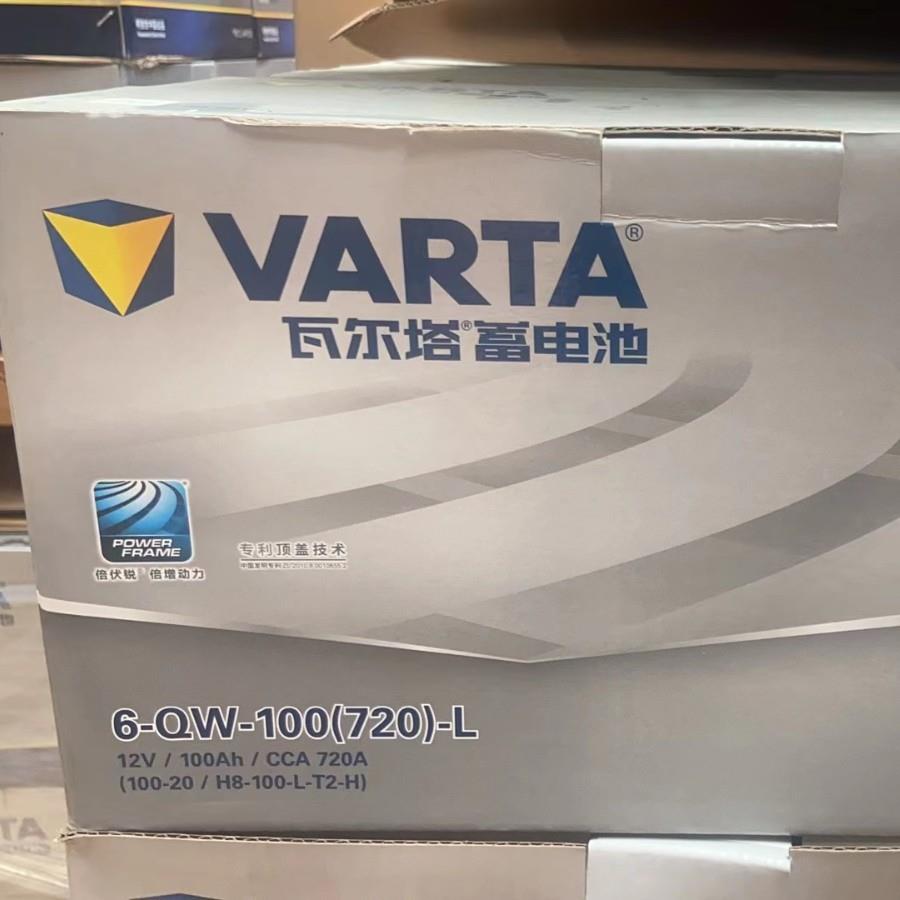 VARTA®
瓦尔塔®蓄电池
POWER
FRAME
倍伏锐® 倍增动力
专利顶盖技术
6-QW-100(720)-L
12V / 100Ah / CCA 720A
(100-20 / H8-100-L-T2-H)